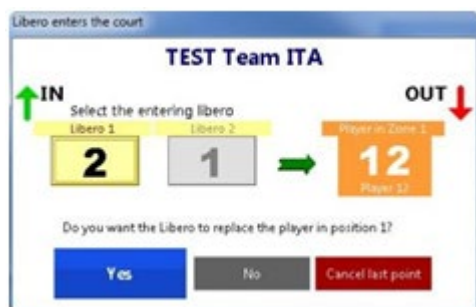 Libero enters the court
TEST Team ITA
IN
OUT
Select the entering libero
Libero 1
Libero 2
Player in Zone 1
2
1
12
Player 12
Do you want the Libero to replace the player in position 1?
Yes
No
Cancel last point